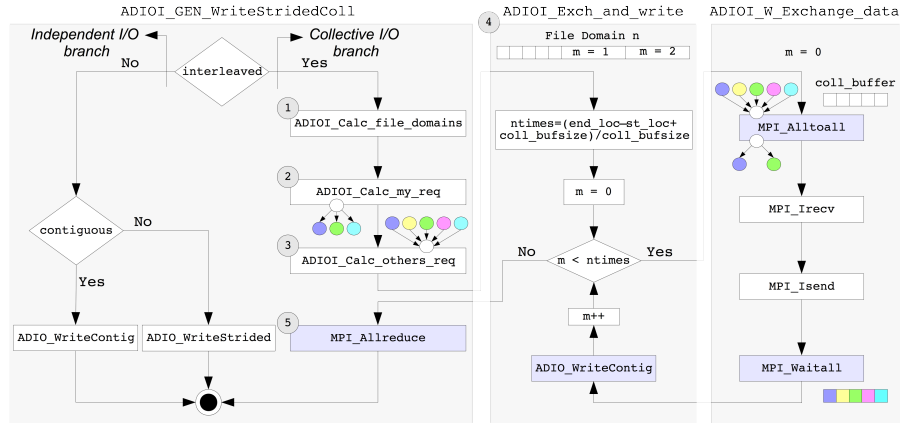 ADIOI_GEN_WriteStridedColl
Independent I/O
branch
Collective I/O
branch
No
interleaved
Yes
1
ADIOI_Calc_file_domains
2
ADIOI_Calc_my_req
3
ADIOI_Calc_others_req
contiguous
No
Yes
ADIO_WriteContig
ADIO_WriteStrided
5
MPI_Allreduce
4
ADIOI_Exch_and_write
File Domain n
m = 1
m = 2
ntimes=(end_loc–st_loc+
coll_bufsize)/coll_bufsize
m = 0
No
m < ntimes
Yes
m++
ADIO_WriteContig
ADIOI_W_Exchange_data
m = 0
coll_buffer
MPI_Alltoall
MPI_Irecv
MPI_Isend
MPI_Waitall